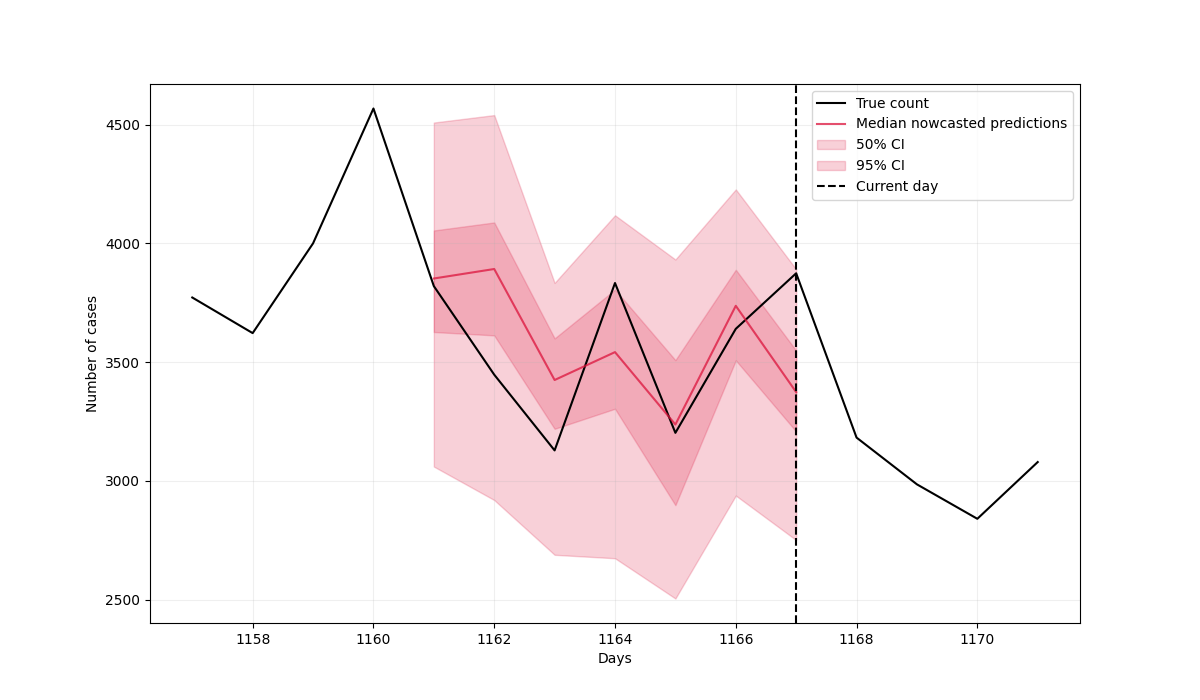 True count
Median nowcasted predictions
50% CI
95% CI
Current day
4500
4000
3500
3000
2500
Number of cases
1158 1160 1162 1164 1166 1168 1170
Days